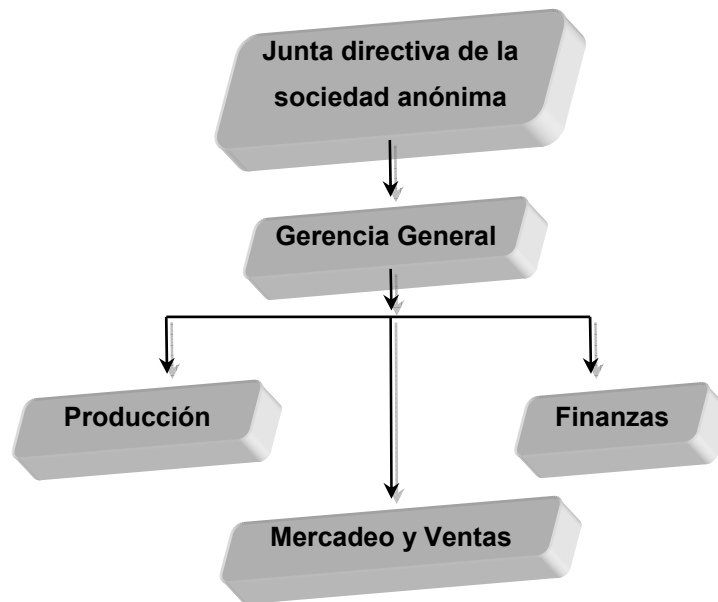 Junta directiva de la
sociedad anónima
Gerencia General
Producción
Finanzas
Mercadeo y Ventas